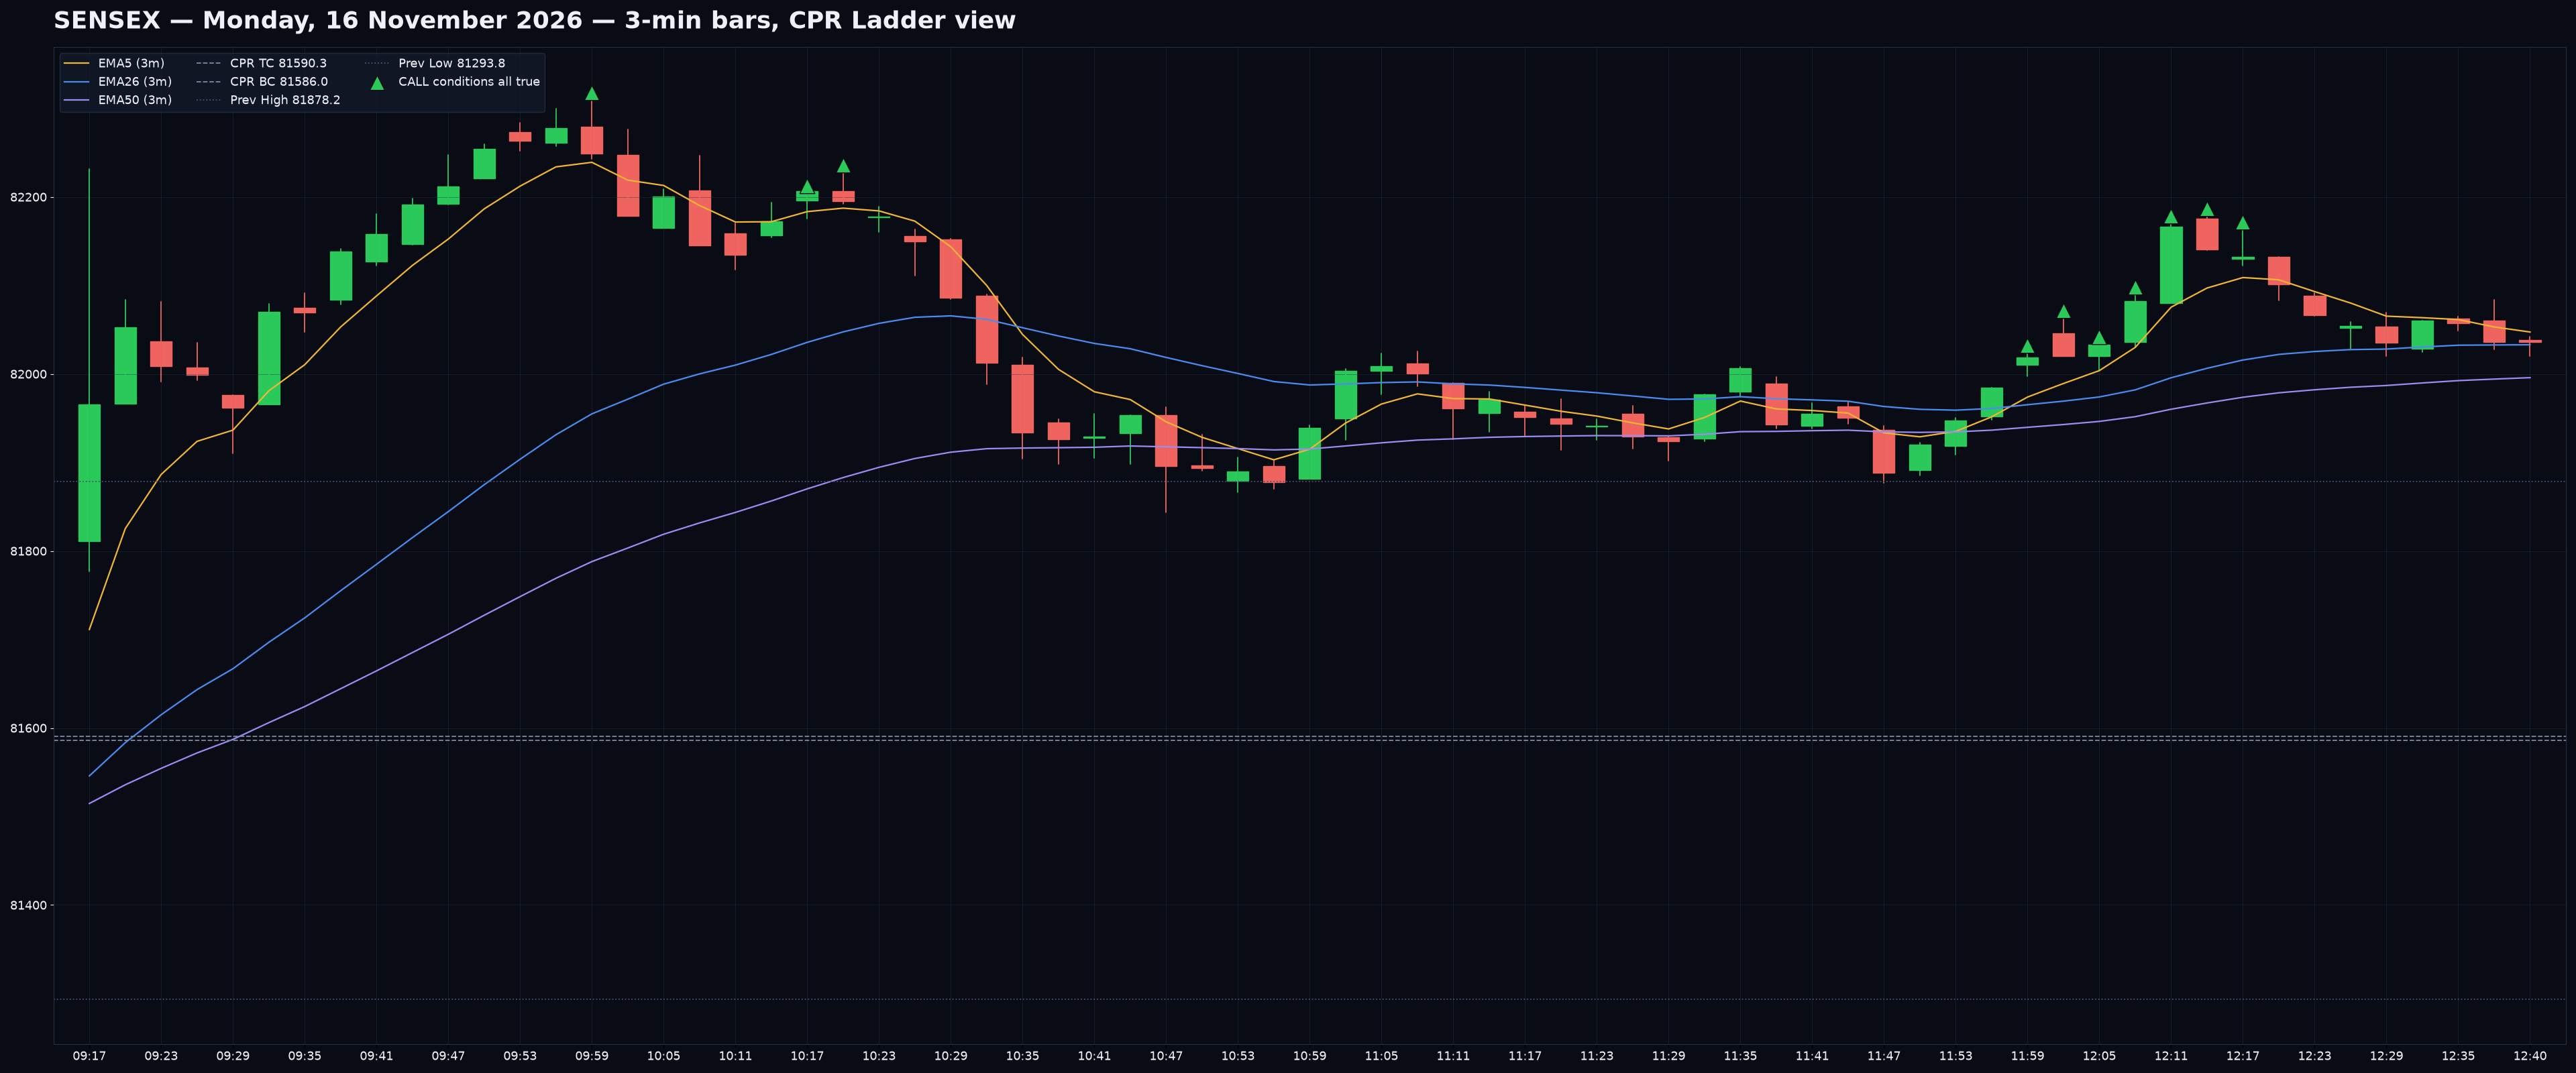 SENSEX — Monday, 16 November 2026 — 3-min bars, CPR Ladder view
EMA5 (3m)
EMA26 (3m)
EMA50 (3m)
CPR TC 81590.3
CPR BC 81586.0
Prev High 81878.2
Prev Low 81293.8
CALL conditions all true
82200
82000
81800
81600
81400
09:17 09:23 09:29 09:35 09:41 09:47 09:53 09:59 10:05 10:11 10:17 10:23 10:29 10:35 10:41 10:47 10:53 10:59 11:05 11:11 11:17 11:23 11:29 11:35 11:41 11:47 11:53 11:59 12:05 12:11 12:17 12:23 12:29 12:35 12:40